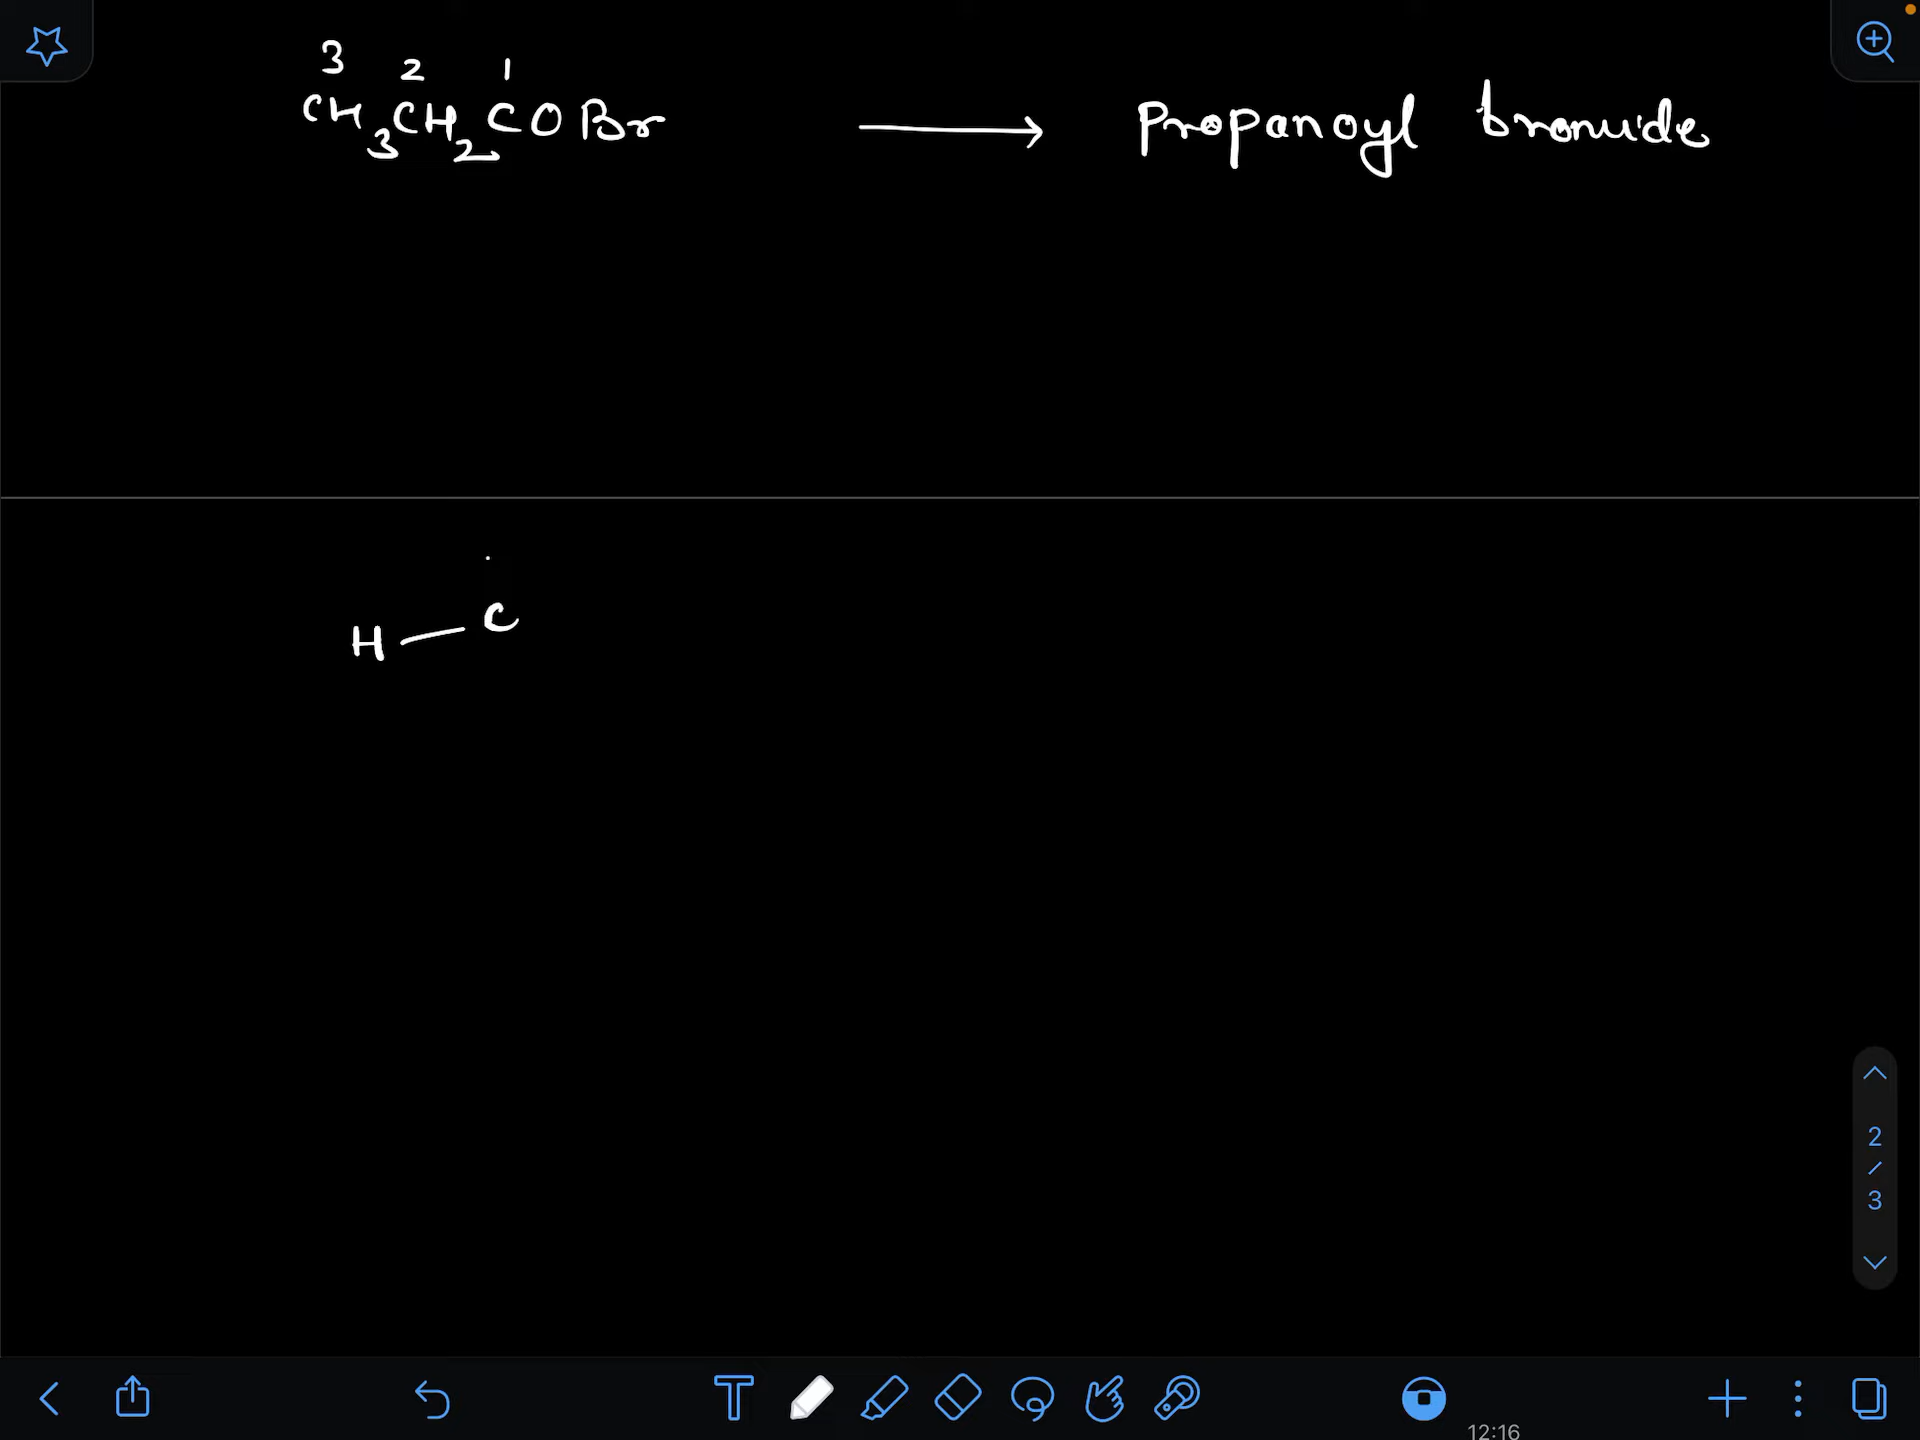 3 2 1
CH3CH2COBr → Propanoyl bromide
H — C
2
/
3
12:16